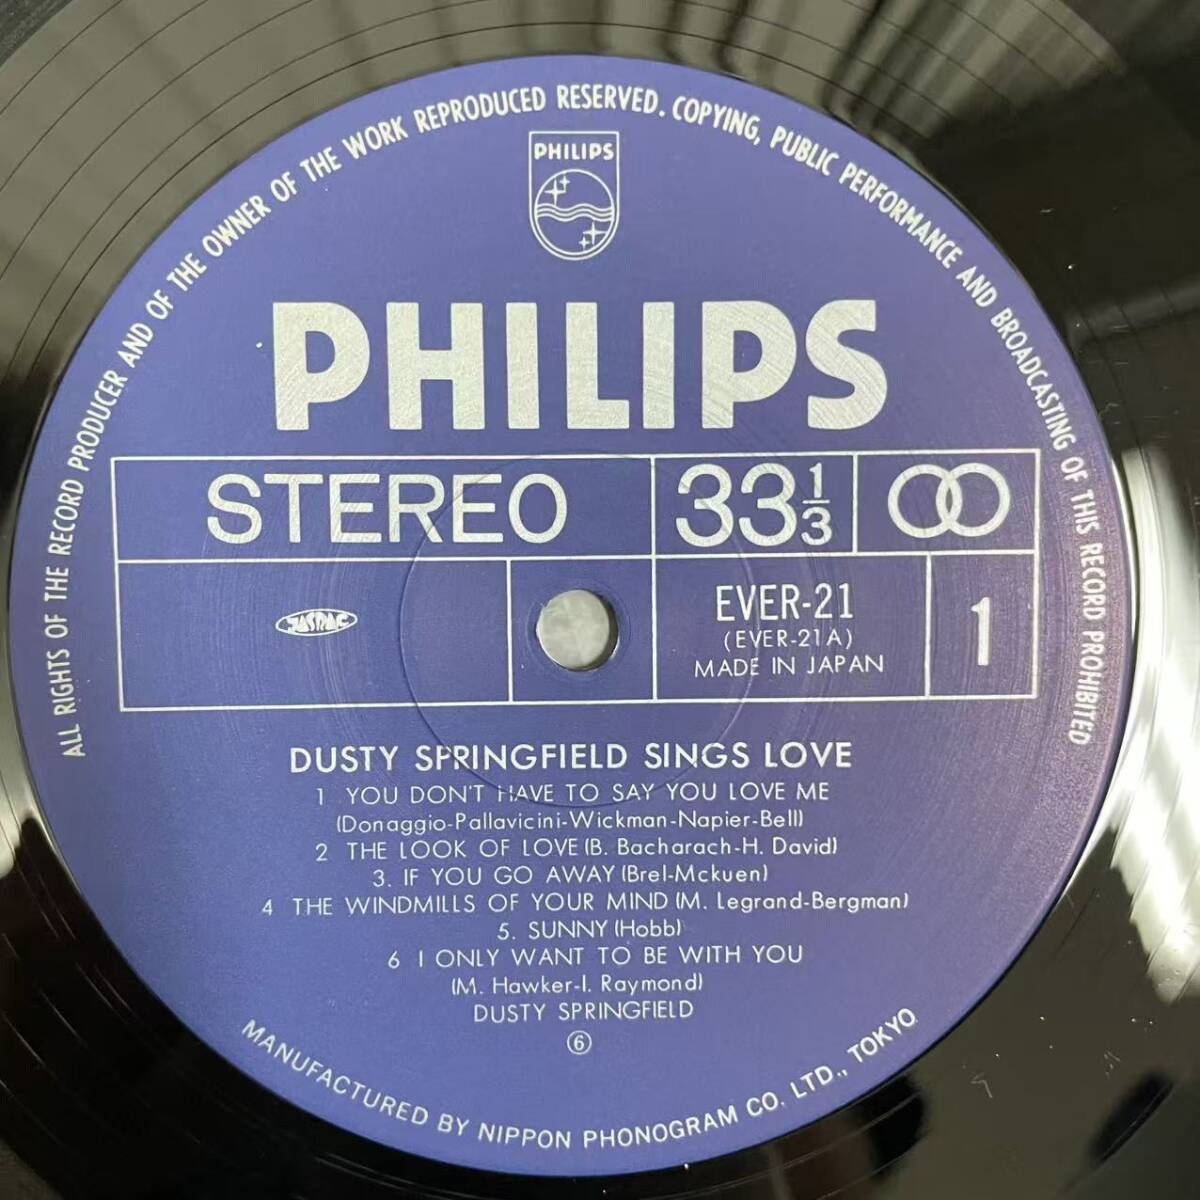 ALL RIGHTS OF THE RECORD PRODUCER AND OF THE OWNER OF THE WORK REPRODUCED RESERVED. COPYING, PUBLIC PERFORMANCE AND BROADCASTING OF THIS RECORD PROHIBITED
PHILIPS
PHILIPS
STEREO
33 1/3
JASRAC
EVER-21
(EVER-21A)
MADE IN JAPAN
1
DUSTY SPRINGFIELD SINGS LOVE
1 YOU DON'T HAVE TO SAY YOU LOVE ME
(Donaggio-Pallavicini-Wickman-Napier-Bell)
2 THE LOOK OF LOVE (B. Bacharach-H. David)
3. IF YOU GO AWAY (Brel-Mckuen)
4 THE WINDMILLS OF YOUR MIND (M. Legrand-Bergman)
5. SUNNY (Hobb)
6 I ONLY WANT TO BE WITH YOU
(M. Hawker-I. Raymond)
DUSTY SPRINGFIELD
⑥
MANUFACTURED BY NIPPON PHONOGRAM CO. LTD., TOKYO